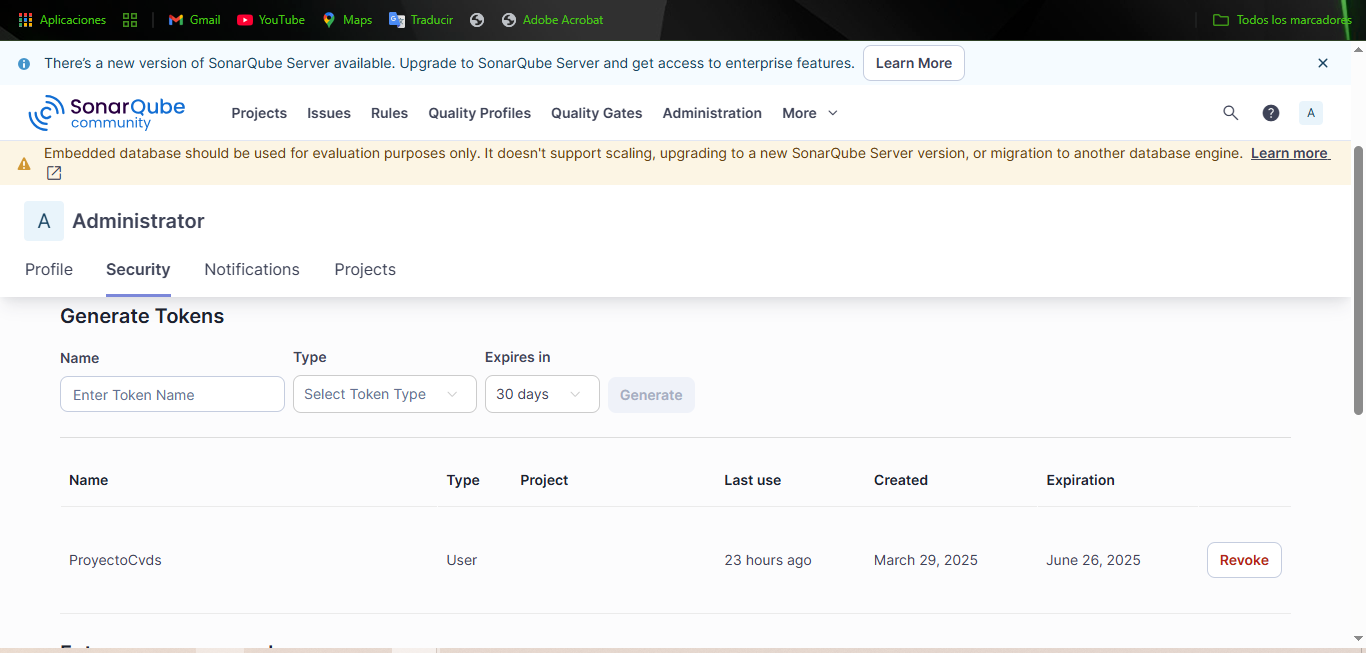 Aplicaciones Gmail YouTube Maps Traducir Adobe Acrobat Todos los marcadores
There's a new version of SonarQube Server available. Upgrade to SonarQube Server and get access to enterprise features. Learn More
SonarQube community Projects Issues Rules Quality Profiles Quality Gates Administration More ? A
Embedded database should be used for evaluation purposes only. It doesn't support scaling, upgrading to a new SonarQube Server version, or migration to another database engine. Learn more
A Administrator
Profile Security Notifications Projects
Generate Tokens
Name Type Expires in
Enter Token Name Select Token Type 30 days Generate
Name Type Project Last use Created Expiration
ProyectoCvds User 23 hours ago March 29, 2025 June 26, 2025 Revoke